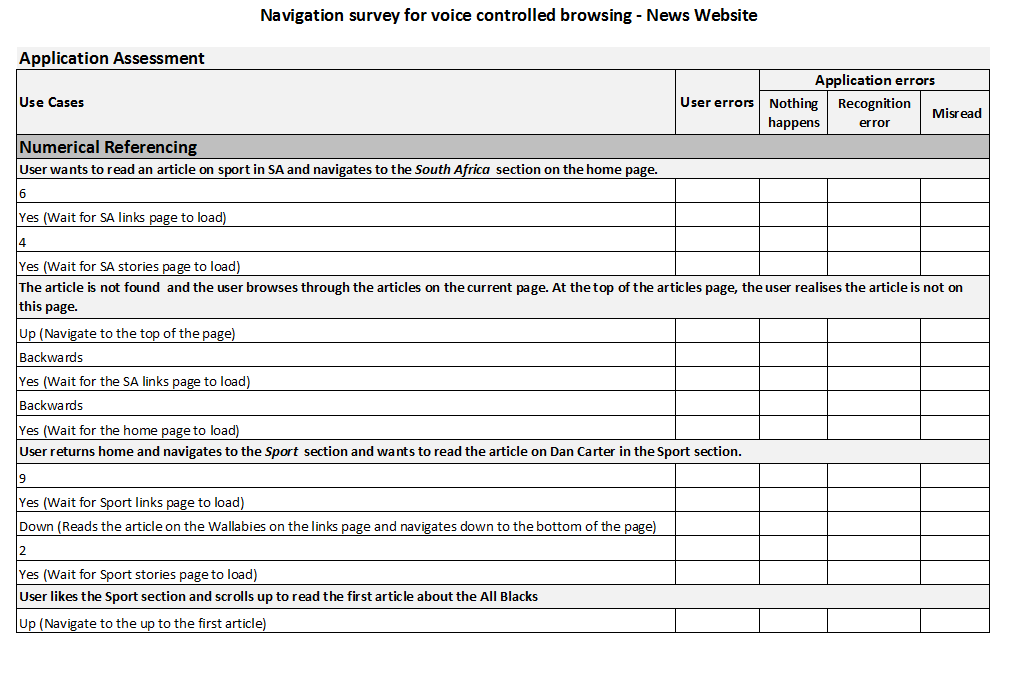 Navigation survey for voice controlled browsing - News Website
Application Assessment
Use Cases
User errors
Application errors
Nothing happens
Recognition error
Misread
Numerical Referencing
User wants to read an article on sport in SA and navigates to the South Africa section on the home page.
6
Yes (Wait for SA links page to load)
4
Yes (Wait for SA stories page to load)
The article is not found and the user browses through the articles on the current page. At the top of the articles page, the user realises the article is not on
this page.
Up (Navigate to the top of the page)
Backwards
Yes (Wait for the SA links page to load)
Backwards
Yes (Wait for the home page to load)
User returns home and navigates to the Sport section and wants to read the article on Dan Carter in the Sport section.
9
Yes (Wait for Sport links page to load)
Down (Reads the article on the Wallabies on the links page and navigates down to the bottom of the page)
2
Yes (Wait for Sport stories page to load)
User likes the Sport section and scrolls up to read the first article about the All Blacks
Up (Navigate to the up to the first article)